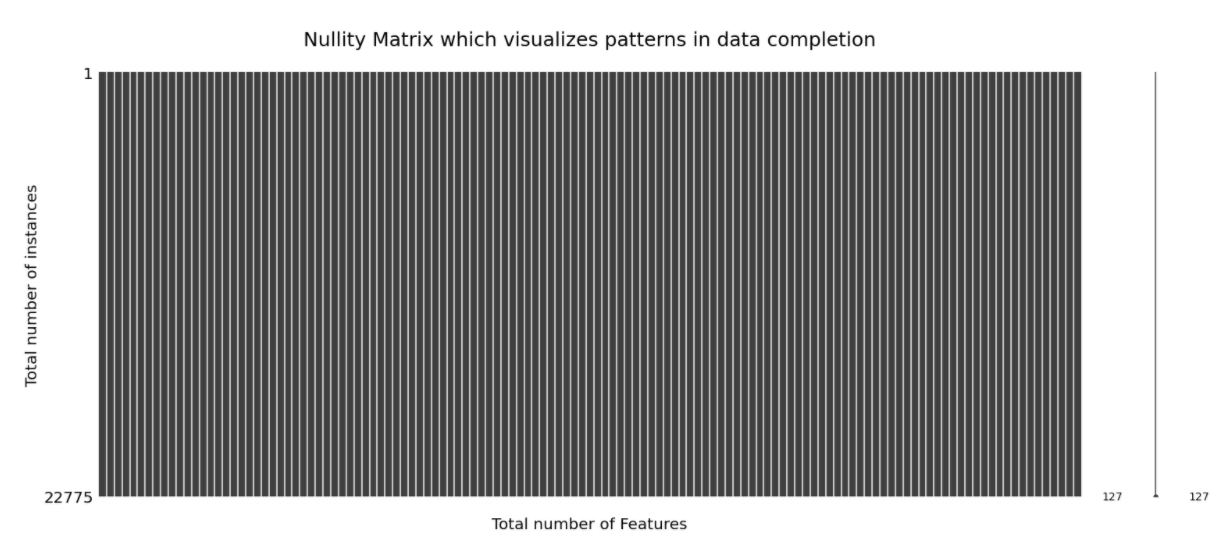 Nullity Matrix which visualizes patterns in data completion
1
Total number of instances
22775
127
127
Total number of Features